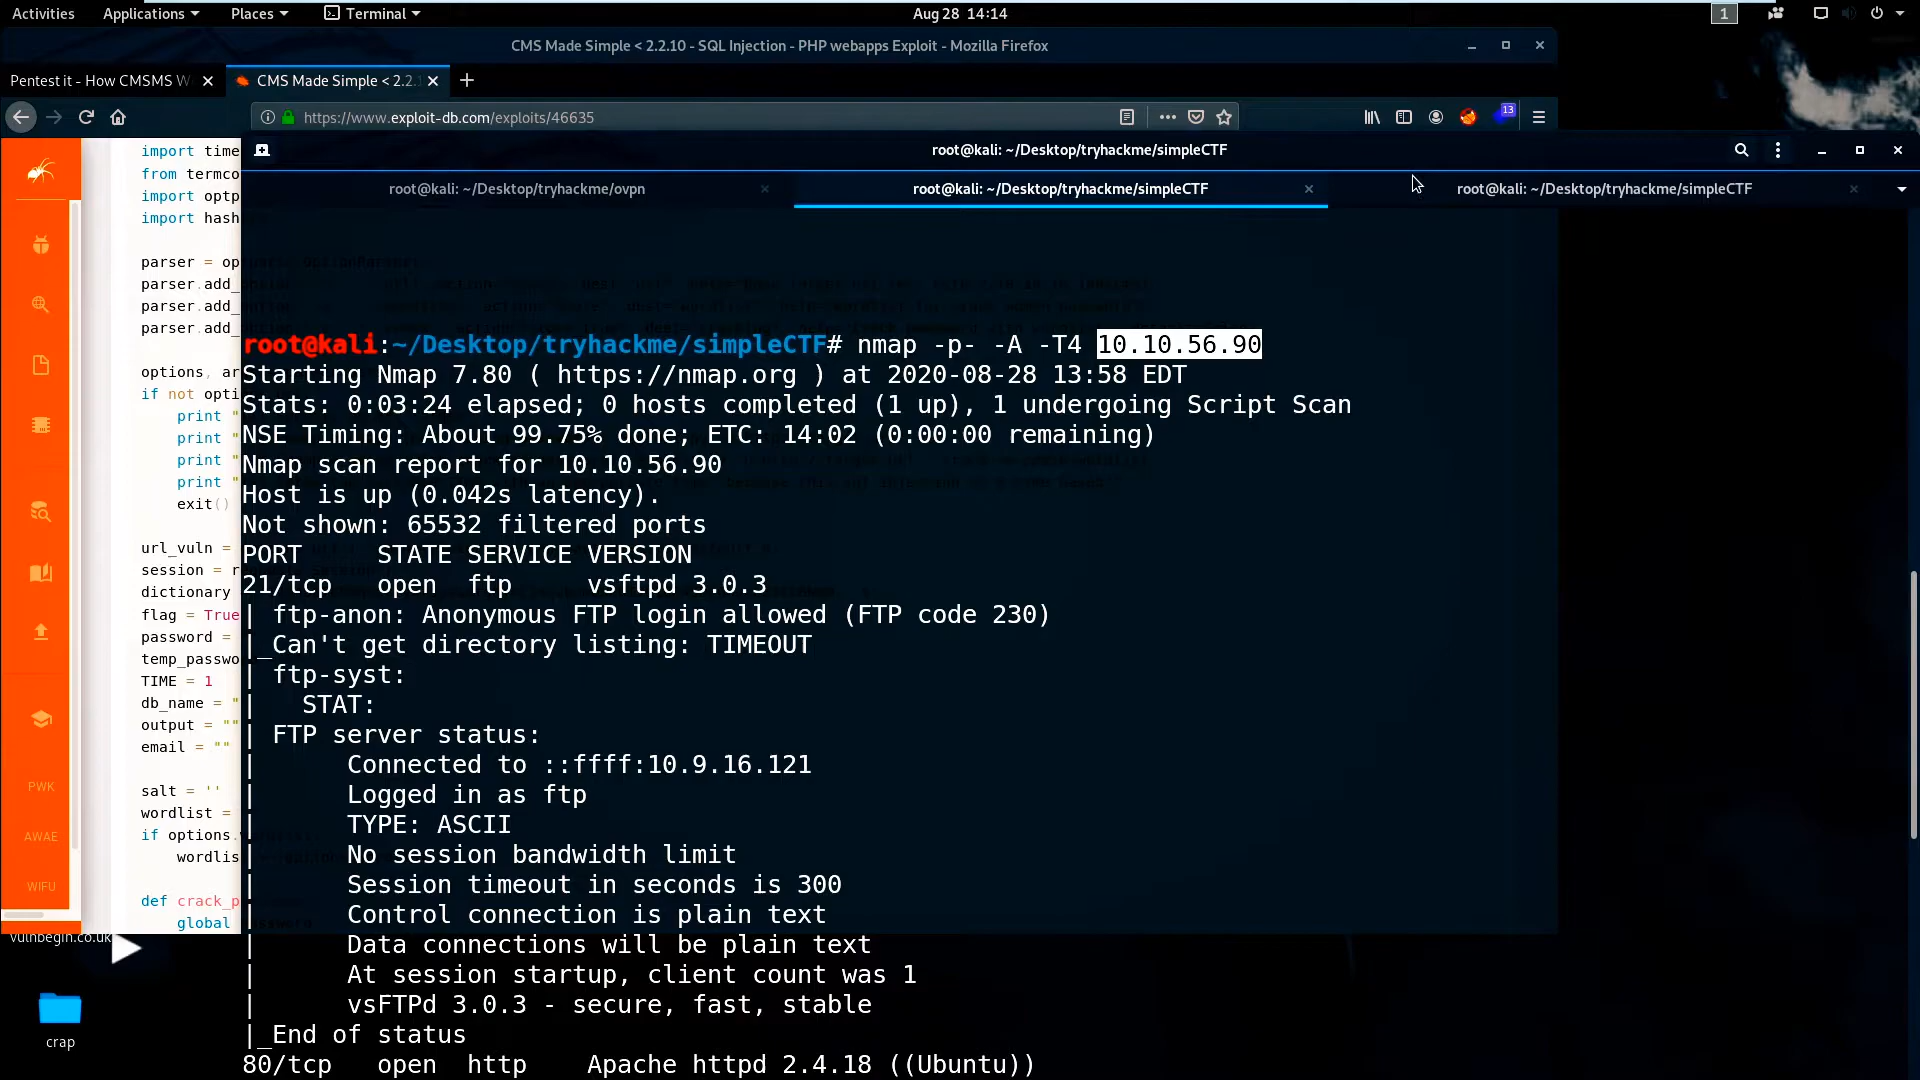 Activities Applications Places Terminal Aug 28 14:14 1
CMS Made Simple < 2.2.10 - SQL Injection - PHP webapps Exploit - Mozilla Firefox
Pentest it - How CMSMS W CMS Made Simple < 2.2.
https://www.exploit-db.com/exploits/46635 13
root@kali: ~/Desktop/tryhackme/simpleCTF
root@kali: ~/Desktop/tryhackme/ovpn root@kali: ~/Desktop/tryhackme/simpleCTF root@kali: ~/Desktop/tryhackme/simpleCTF
import time
from termco
import optp
import hash
parser = op
parser.add_
parser.add_
parser.add_
options, ar
if not opti
print "
print "
print "
print "
exit()
url_vuln =
session = r
dictionary
flag = True
password =
temp_passwo
TIME = 1
db_name = "
output = ""
email = ""
salt = ''
wordlist =
if options.
wordlis
def crack_p
global
PWK
AWAE
WIFU
root@kali:~/Desktop/tryhackme/simpleCTF# nmap -p- -A -T4 10.10.56.90
Starting Nmap 7.80 ( https://nmap.org ) at 2020-08-28 13:58 EDT
Stats: 0:03:24 elapsed; 0 hosts completed (1 up), 1 undergoing Script Scan
NSE Timing: About 99.75% done; ETC: 14:02 (0:00:00 remaining)
Nmap scan report for 10.10.56.90
Host is up (0.042s latency).
Not shown: 65532 filtered ports
PORT STATE SERVICE VERSION
21/tcp open ftp vsftpd 3.0.3
| ftp-anon: Anonymous FTP login allowed (FTP code 230)
|_Can't get directory listing: TIMEOUT
| ftp-syst:
| STAT:
| FTP server status:
| Connected to ::ffff:10.9.16.121
| Logged in as ftp
| TYPE: ASCII
| No session bandwidth limit
| Session timeout in seconds is 300
| Control connection is plain text
| Data connections will be plain text
| At session startup, client count was 1
| vsFTPd 3.0.3 - secure, fast, stable
|_End of status
80/tcp open http Apache httpd 2.4.18 ((Ubuntu))
vulnbegin.co.uk
crap